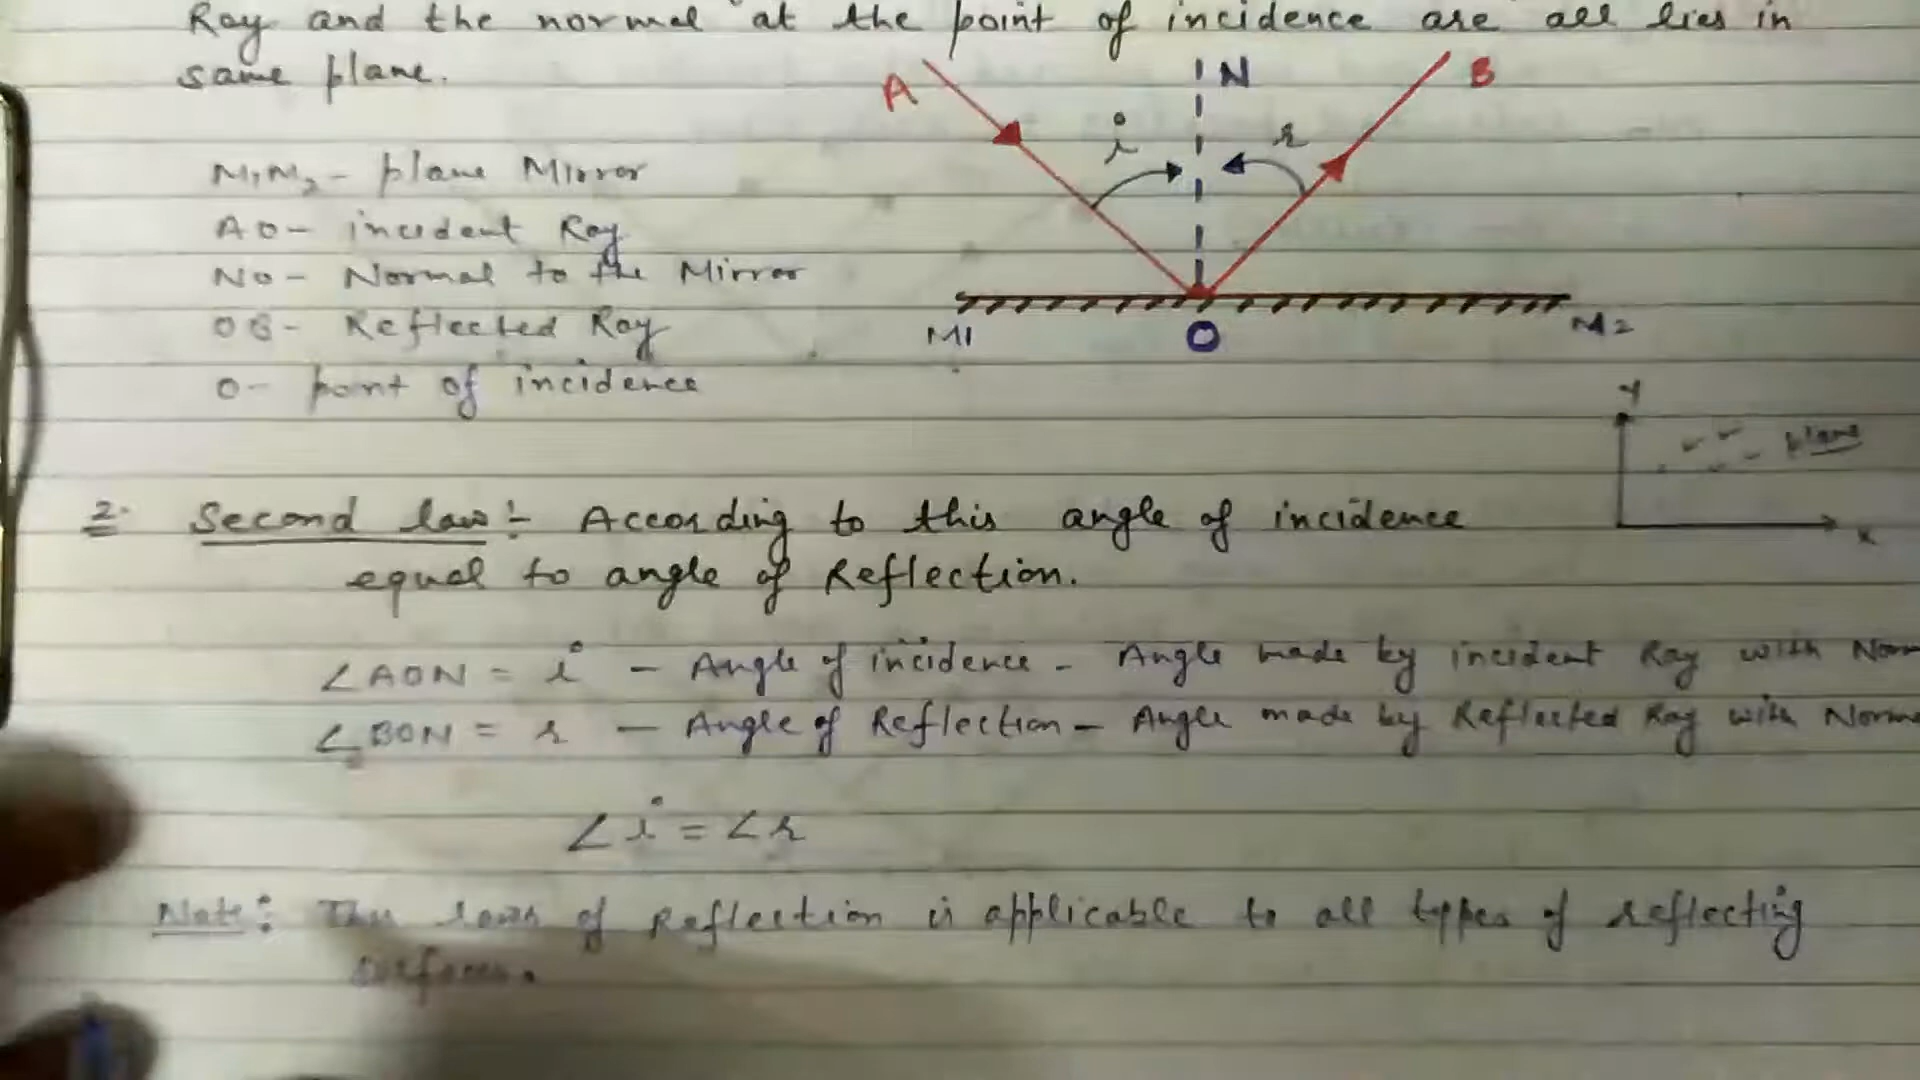 Ray and the normal at the point of incidence are all lies in
same plane.
A
N
B
i
r
M1M2 - plane Mirror
AO - incident Ray
NO - Normal to the Mirror
OB - Reflected Ray
O - point of incidence
M1
O
M2
Y
plane
X
2. Second law:- According to this angle of incidence
equal to angle of Reflection.
∠AON = i - Angle of incidence - Angle made by incident Ray with Norm
∠BON = r - Angle of Reflection - Angle made by Reflected Ray with Norma
∠i = ∠r
Note: The laws of Reflection is applicable to all types of reflecting
surfaces.